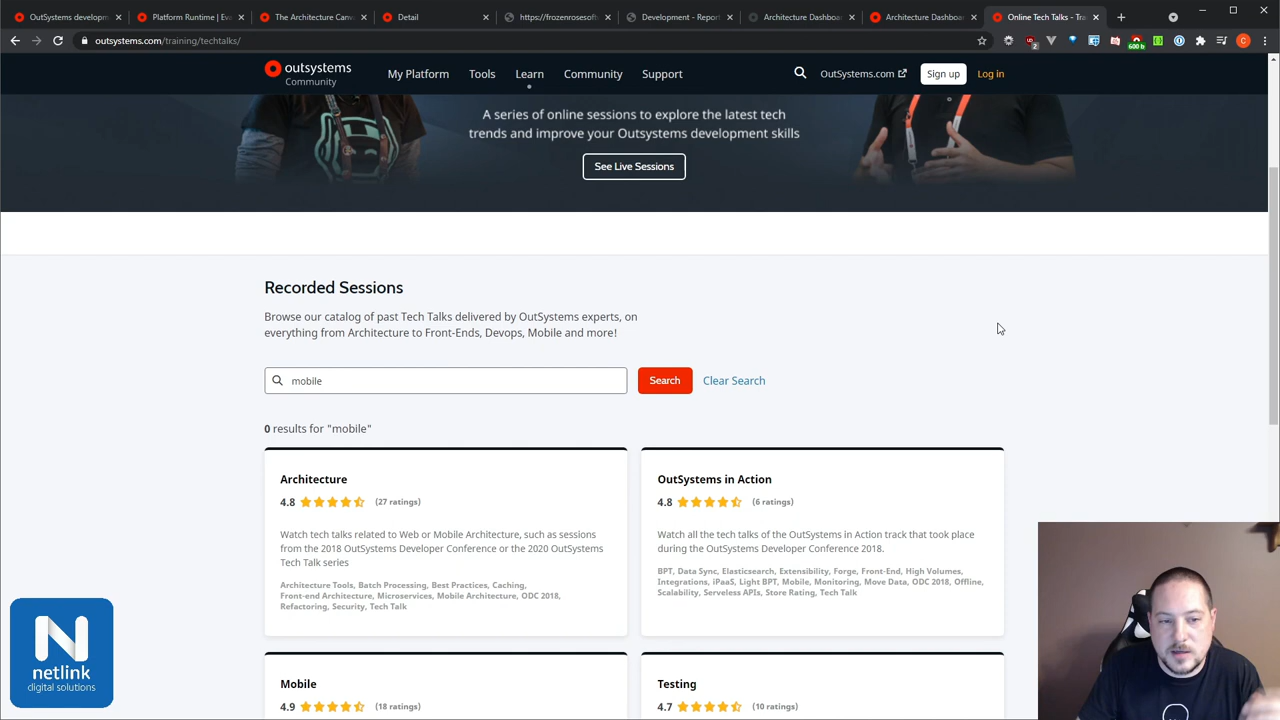 OutSystems developm
Platform Runtime | Eva
The Architecture Canv
Detail
https://frozenrosesoft
Development - Report
Architecture Dashboar
Architecture Dashboar
Online Tech Talks - Tra
outsystems.com/training/techtalks/
2
600 b
C
outsystems
Community
My Platform
Tools
Learn
Community
Support
OutSystems.com
Sign up
Log in
A series of online sessions to explore the latest tech
trends and improve your Outsystems development skills
See Live Sessions
Recorded Sessions
Browse our catalog of past Tech Talks delivered by OutSystems experts, on
everything from Architecture to Front-Ends, Devops, Mobile and more!
mobile
Search
Clear Search
0 results for "mobile"
Architecture
4.8 (27 ratings)
Watch tech talks related to Web or Mobile Architecture, such as sessions
from the 2018 OutSystems Developer Conference or the 2020 OutSystems
Tech Talk series
Architecture Tools, Batch Processing, Best Practices, Caching,
Front-end Architecture, Microservices, Mobile Architecture, ODC 2018,
Refactoring, Security, Tech Talk
OutSystems in Action
4.8 (6 ratings)
Watch all the tech talks of the OutSystems in Action track that took place
during the OutSystems Developer Conference 2018.
BPT, Data Sync, Elasticsearch, Extensibility, Forge, Front-End, High Volumes,
Integrations, iPaaS, Light BPT, Mobile, Monitoring, Move Data, ODC 2018, Offline,
Scalability, Serveless APIs, Store Rating, Tech Talk
Mobile
4.9 (18 ratings)
Testing
4.7 (10 ratings)
N
netlink
digital solutions